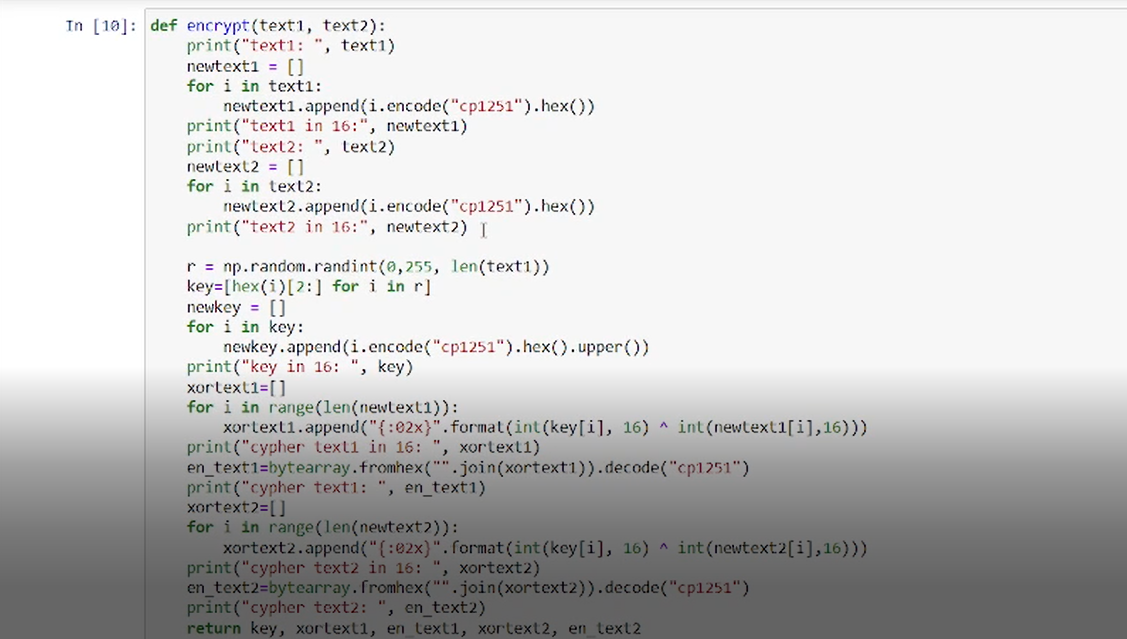 In [10]: def encrypt(text1, text2):
    print("text1: ", text1)
    newtext1 = []
    for i in text1:
        newtext1.append(i.encode("cp1251").hex())
    print("text1 in 16:", newtext1)
    print("text2: ", text2)
    newtext2 = []
    for i in text2:
        newtext2.append(i.encode("cp1251").hex())
    print("text2 in 16:", newtext2)

    r = np.random.randint(0,255, len(text1))
    key=[hex(i)[2:] for i in r]
    newkey = []
    for i in key:
        newkey.append(i.encode("cp1251").hex().upper())
    print("key in 16: ", key)
    xortext1=[]
    for i in range(len(newtext1)):
        xortext1.append("{:02x}".format(int(key[i], 16) ^ int(newtext1[i],16)))
    print("cypher text1 in 16: ", xortext1)
    en_text1=bytearray.fromhex("".join(xortext1)).decode("cp1251")
    print("cypher text1: ", en_text1)
    xortext2=[]
    for i in range(len(newtext2)):
        xortext2.append("{:02x}".format(int(key[i], 16) ^ int(newtext2[i],16)))
    print("cypher text2 in 16: ", xortext2)
    en_text2=bytearray.fromhex("".join(xortext2)).decode("cp1251")
    print("cypher text2: ", en_text2)
    return key, xortext1, en_text1, xortext2, en_text2